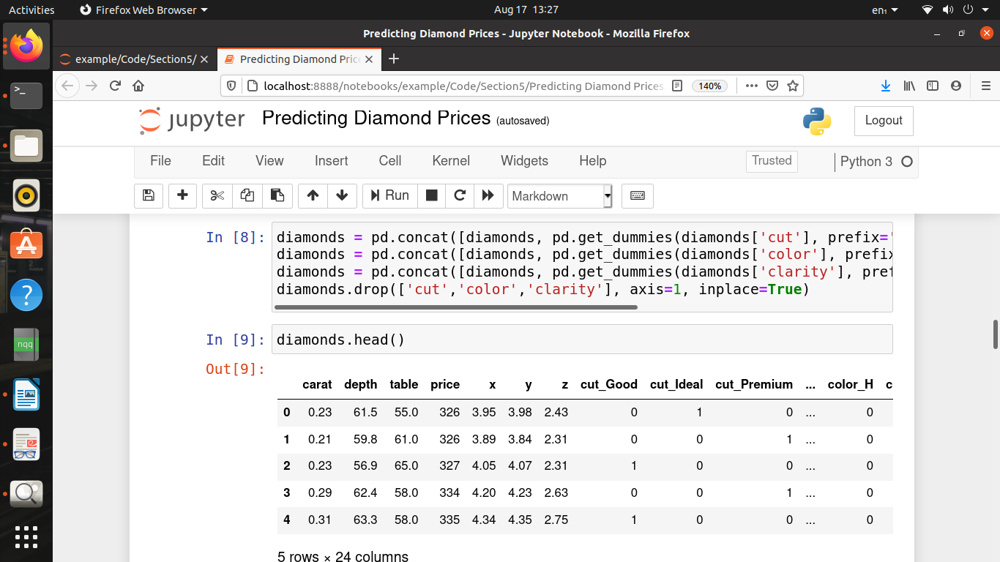 Activities Firefox Web Browser Aug 17 13:27 en₁
Predicting Diamond Prices - Jupyter Notebook - Mozilla Firefox
example/Code/Section5/ Predicting Diamond Pric
localhost:8888/notebooks/example/Code/Section5/Predicting Diamond Prices. 140%
jupyter Predicting Diamond Prices (autosaved) Logout
File Edit View Insert Cell Kernel Widgets Help Trusted Python 3
Run Markdown
In [8]: diamonds = pd.concat([diamonds, pd.get_dummies(diamonds['cut'], prefix='
diamonds = pd.concat([diamonds, pd.get_dummies(diamonds['color'], prefix
diamonds = pd.concat([diamonds, pd.get_dummies(diamonds['clarity'], pref
diamonds.drop(['cut','color','clarity'], axis=1, inplace=True)
In [9]: diamonds.head()
Out[9]:
carat depth table price x y z cut_Good cut_Ideal cut_Premium ... color_H c
0 0.23 61.5 55.0 326 3.95 3.98 2.43 0 1 0 ... 0
1 0.21 59.8 61.0 326 3.89 3.84 2.31 0 0 1 ... 0
2 0.23 56.9 65.0 327 4.05 4.07 2.31 1 0 0 ... 0
3 0.29 62.4 58.0 334 4.20 4.23 2.63 0 0 1 ... 0
4 0.31 63.3 58.0 335 4.34 4.35 2.75 1 0 0 ... 0
5 rows × 24 columns
>_
A
?
nqq